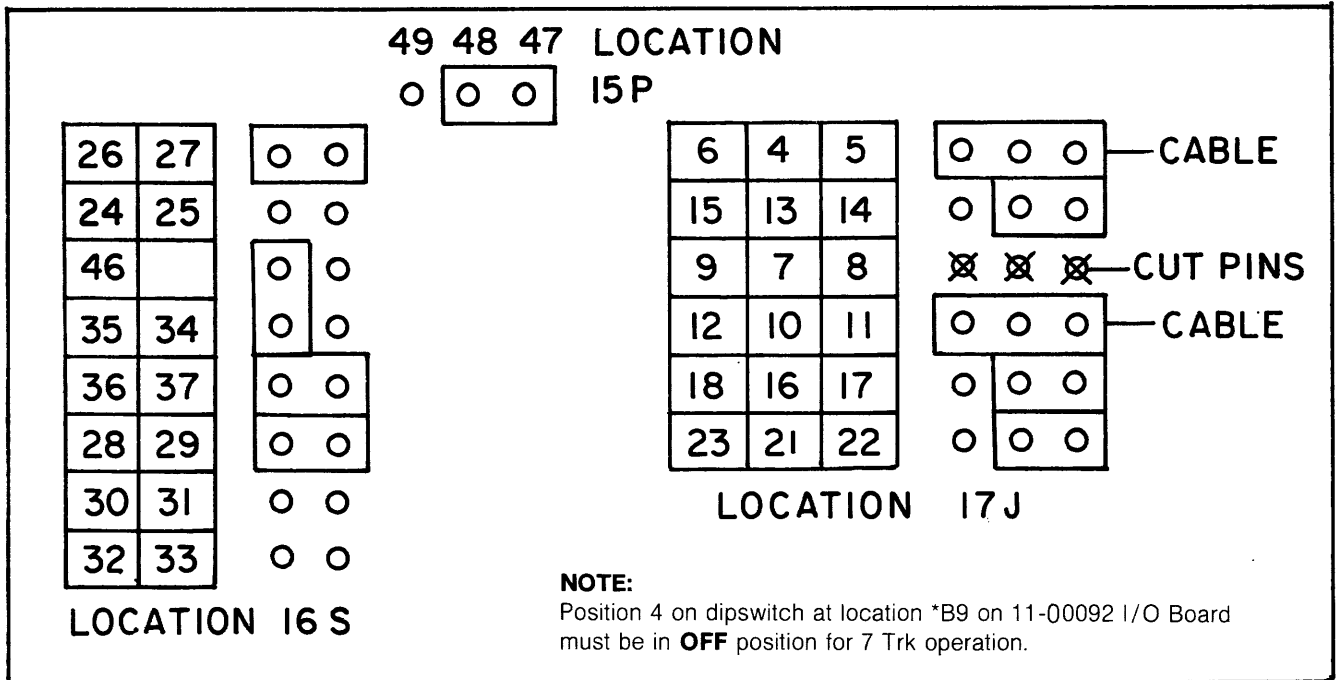 49 48 47 LOCATION
15P
26 27
24 25
46
35 34
36 37
28 29
30 31
32 33
LOCATION 16S
6 4 5
15 13 14
9 7 8
12 10 11
18 16 17
23 21 22
CABLE
CUT PINS
CABLE
LOCATION 17J
NOTE:
Position 4 on dipswitch at location *B9 on 11-00092 I/O Board
must be in OFF position for 7 Trk operation.